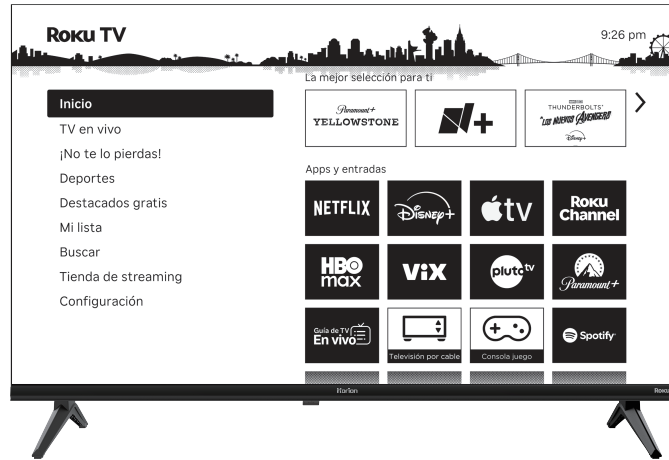 Roku TV
9:26 pm
La mejor selección para ti
Inicio
TV en vivo
¡No te lo pierdas!
Deportes
Destacados gratis
Mi lista
Buscar
Tienda de streaming
Configuración
Paramount+
YELLOWSTONE
N+
THUNDERBOLTS*
*LOS NUEVOS AVENGERS
Disney+
Apps y entradas
NETFLIX
Disney+
tv
Roku
Channel
HBO
max
ViX
pluto tv
Paramount+
Guía de TV
En vivo
Televisión por cable
Consola juego
Spotify
Roku